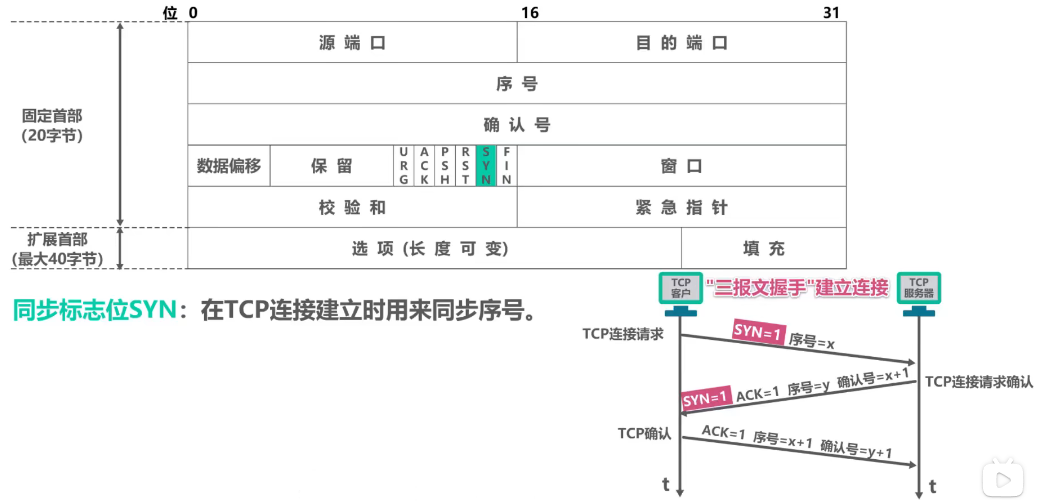 位 0 16 31
源端口 目的端口
序号
固定首部
(20字节)
确认号
数据偏移 保留 URG ACK PSH RST SYN FIN 窗口
校验和 紧急指针
扩展首部
(最大40字节)
选项(长度可变) 填充
同步标志位SYN：在TCP连接建立时用来同步序号。
TCP
客户
"三报文握手"建立连接
TCP
服务器
TCP连接请求
SYN=1 序号=x
SYN=1 ACK=1 序号=y 确认号=x+1
TCP连接请求确认
TCP确认
ACK=1 序号=x+1 确认号=y+1
t t